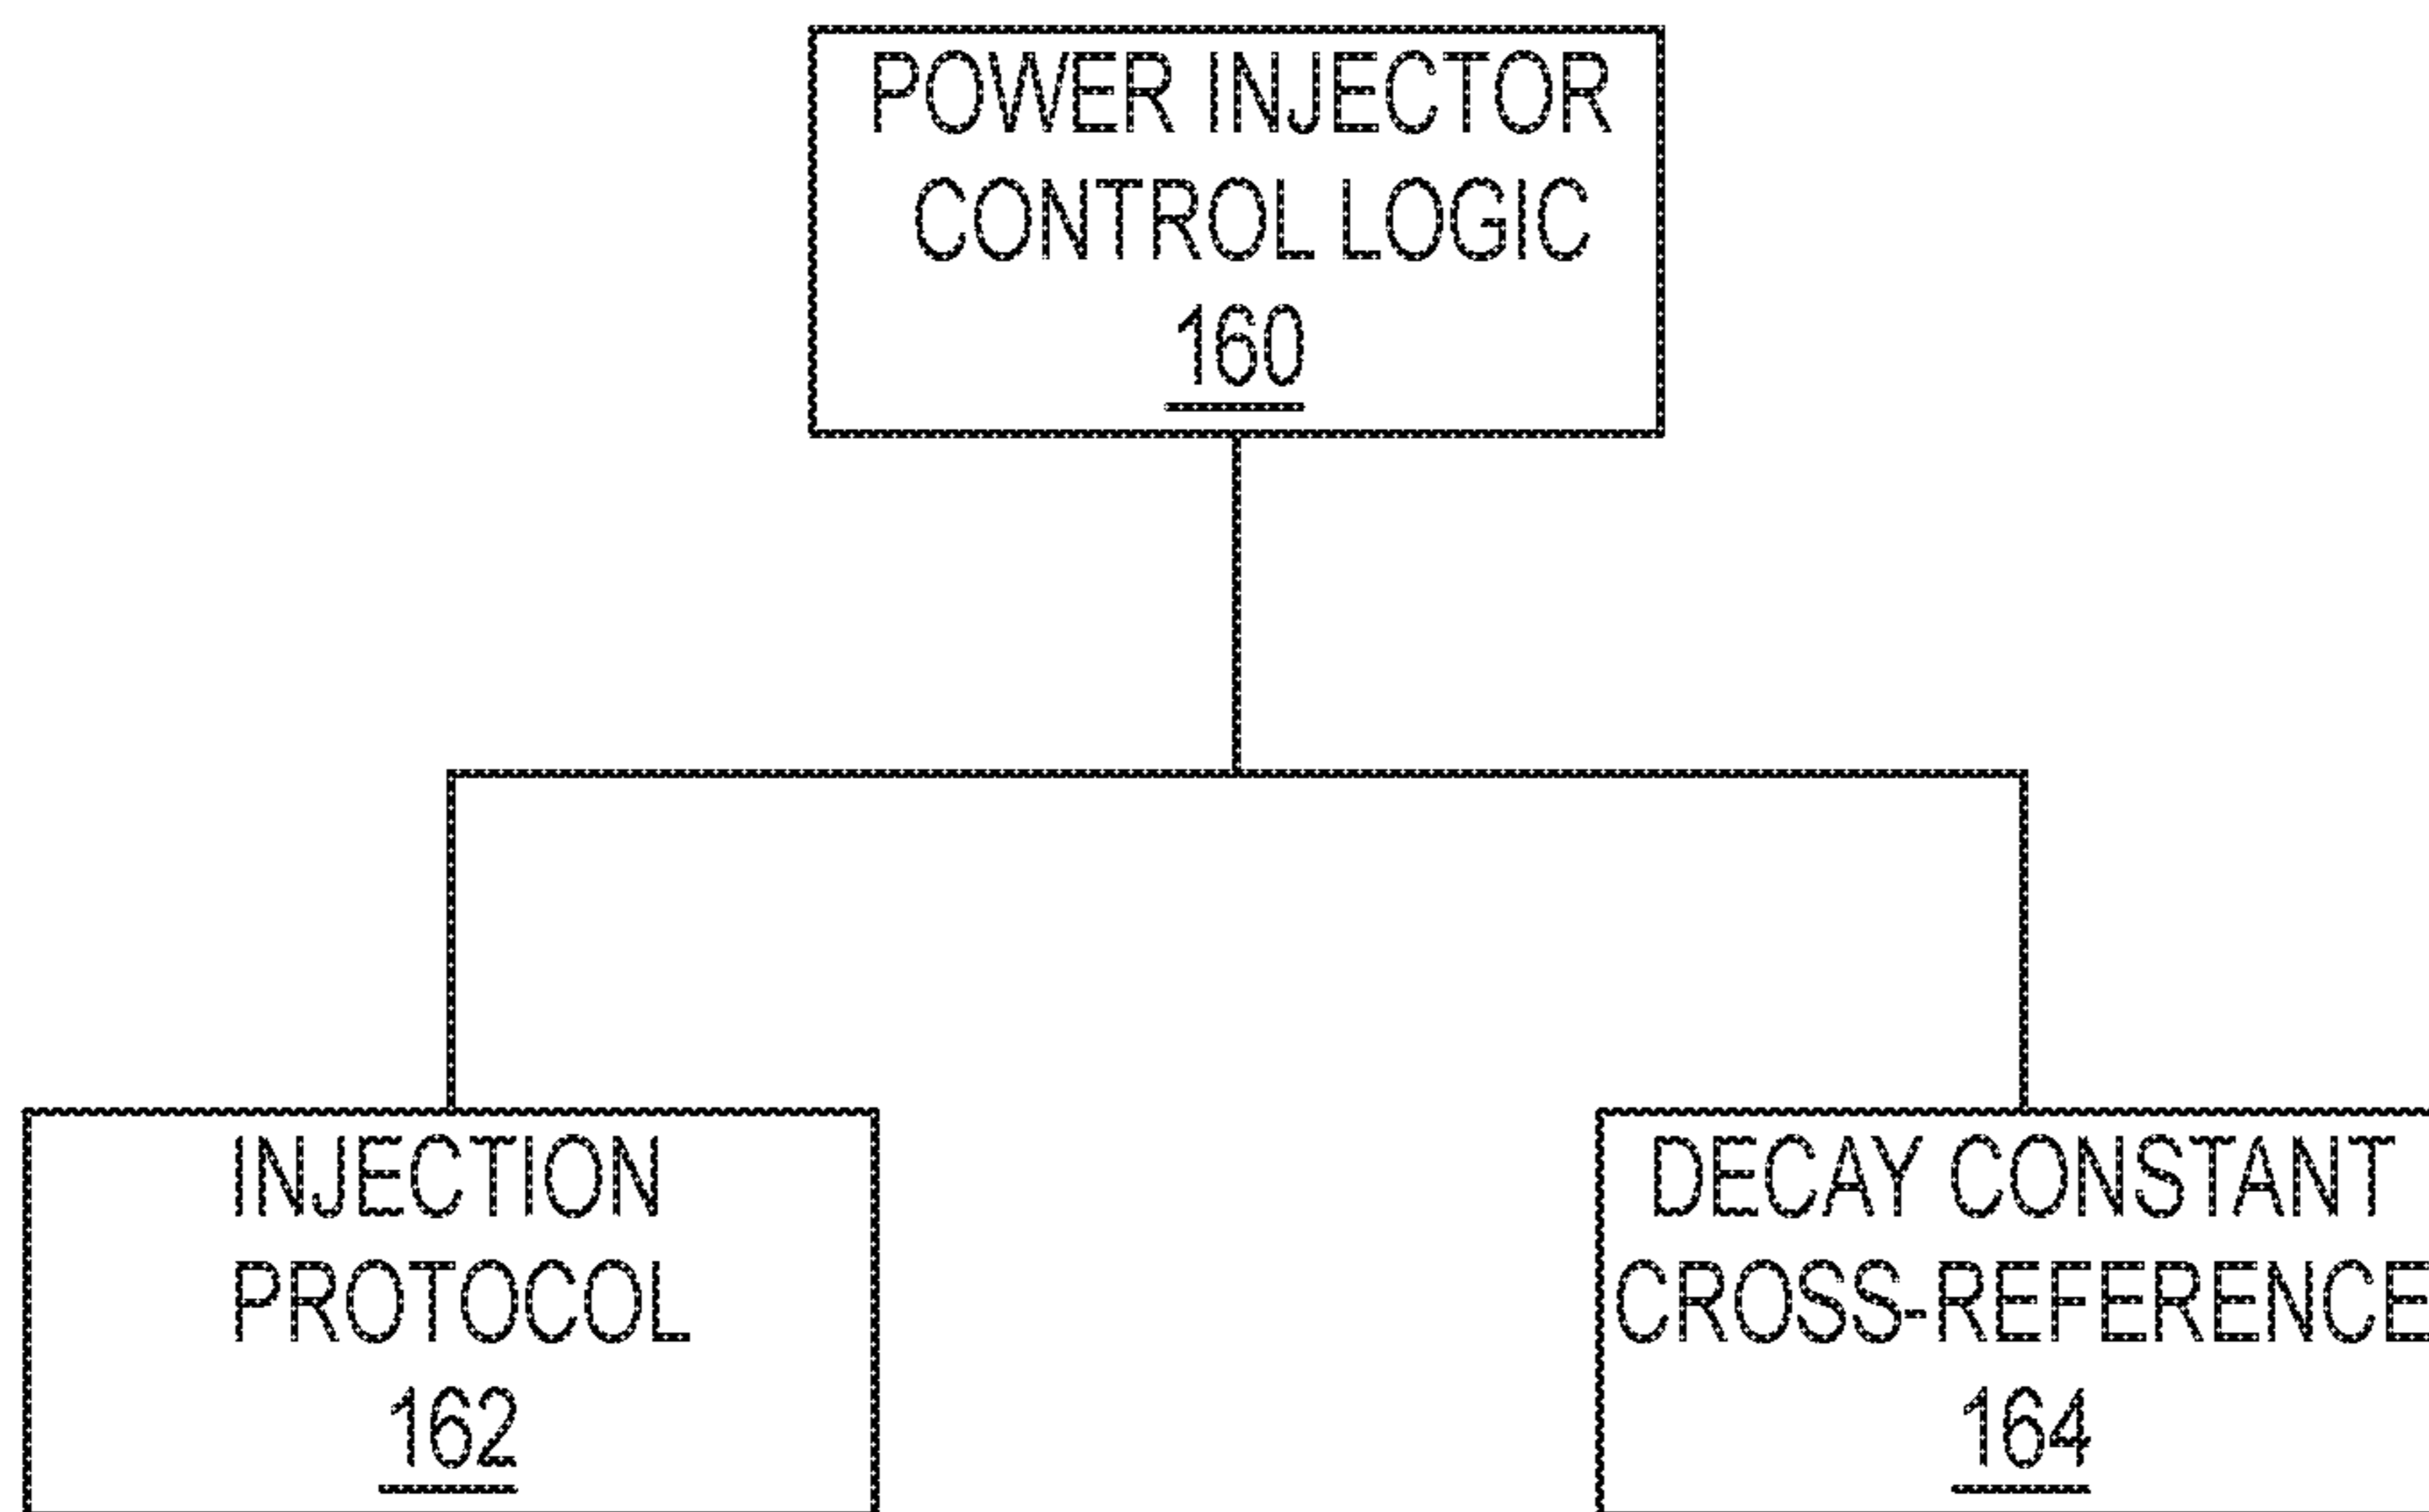 POWER INJECTOR
CONTROL LOGIC
160
INJECTION
PROTOCOL
162
DECAY CONSTANT
CROSS-REFERENCE
164